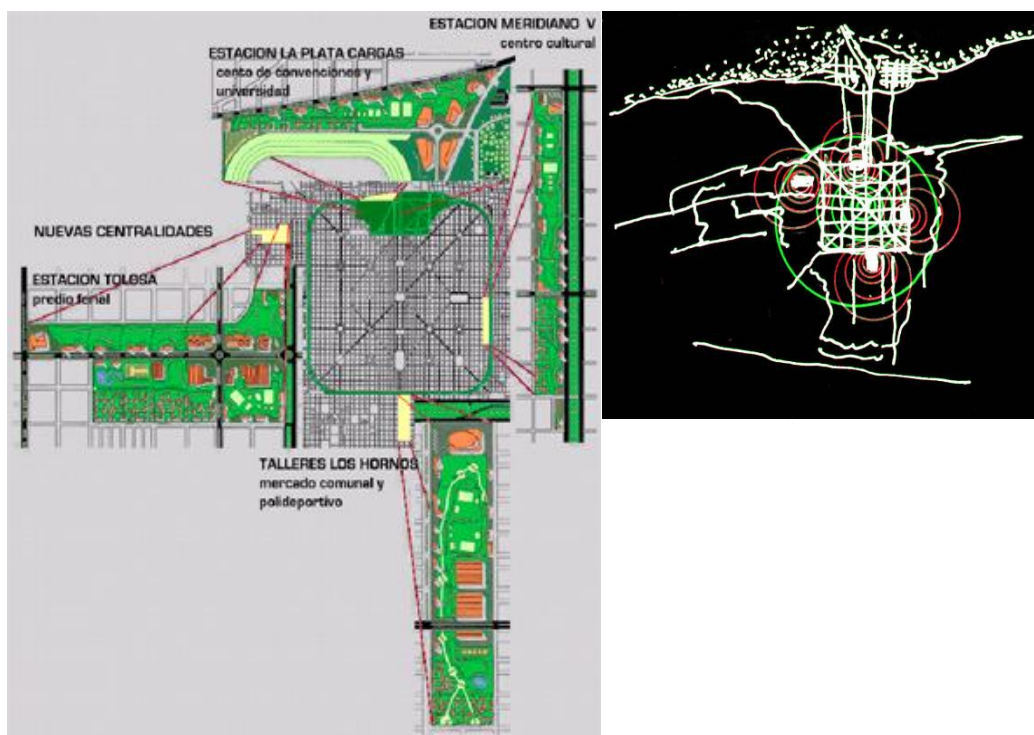 ESTACION MERIDIANO V
centro cultural
ESTACION LA PLATA CARGAS
cento de convenciones y
universidad
NUEVAS CENTRALIDADES
ESTACION TOLOSA
predio ferial
TALLERES LOS HORNOS
mercado comunal y
polideportivo